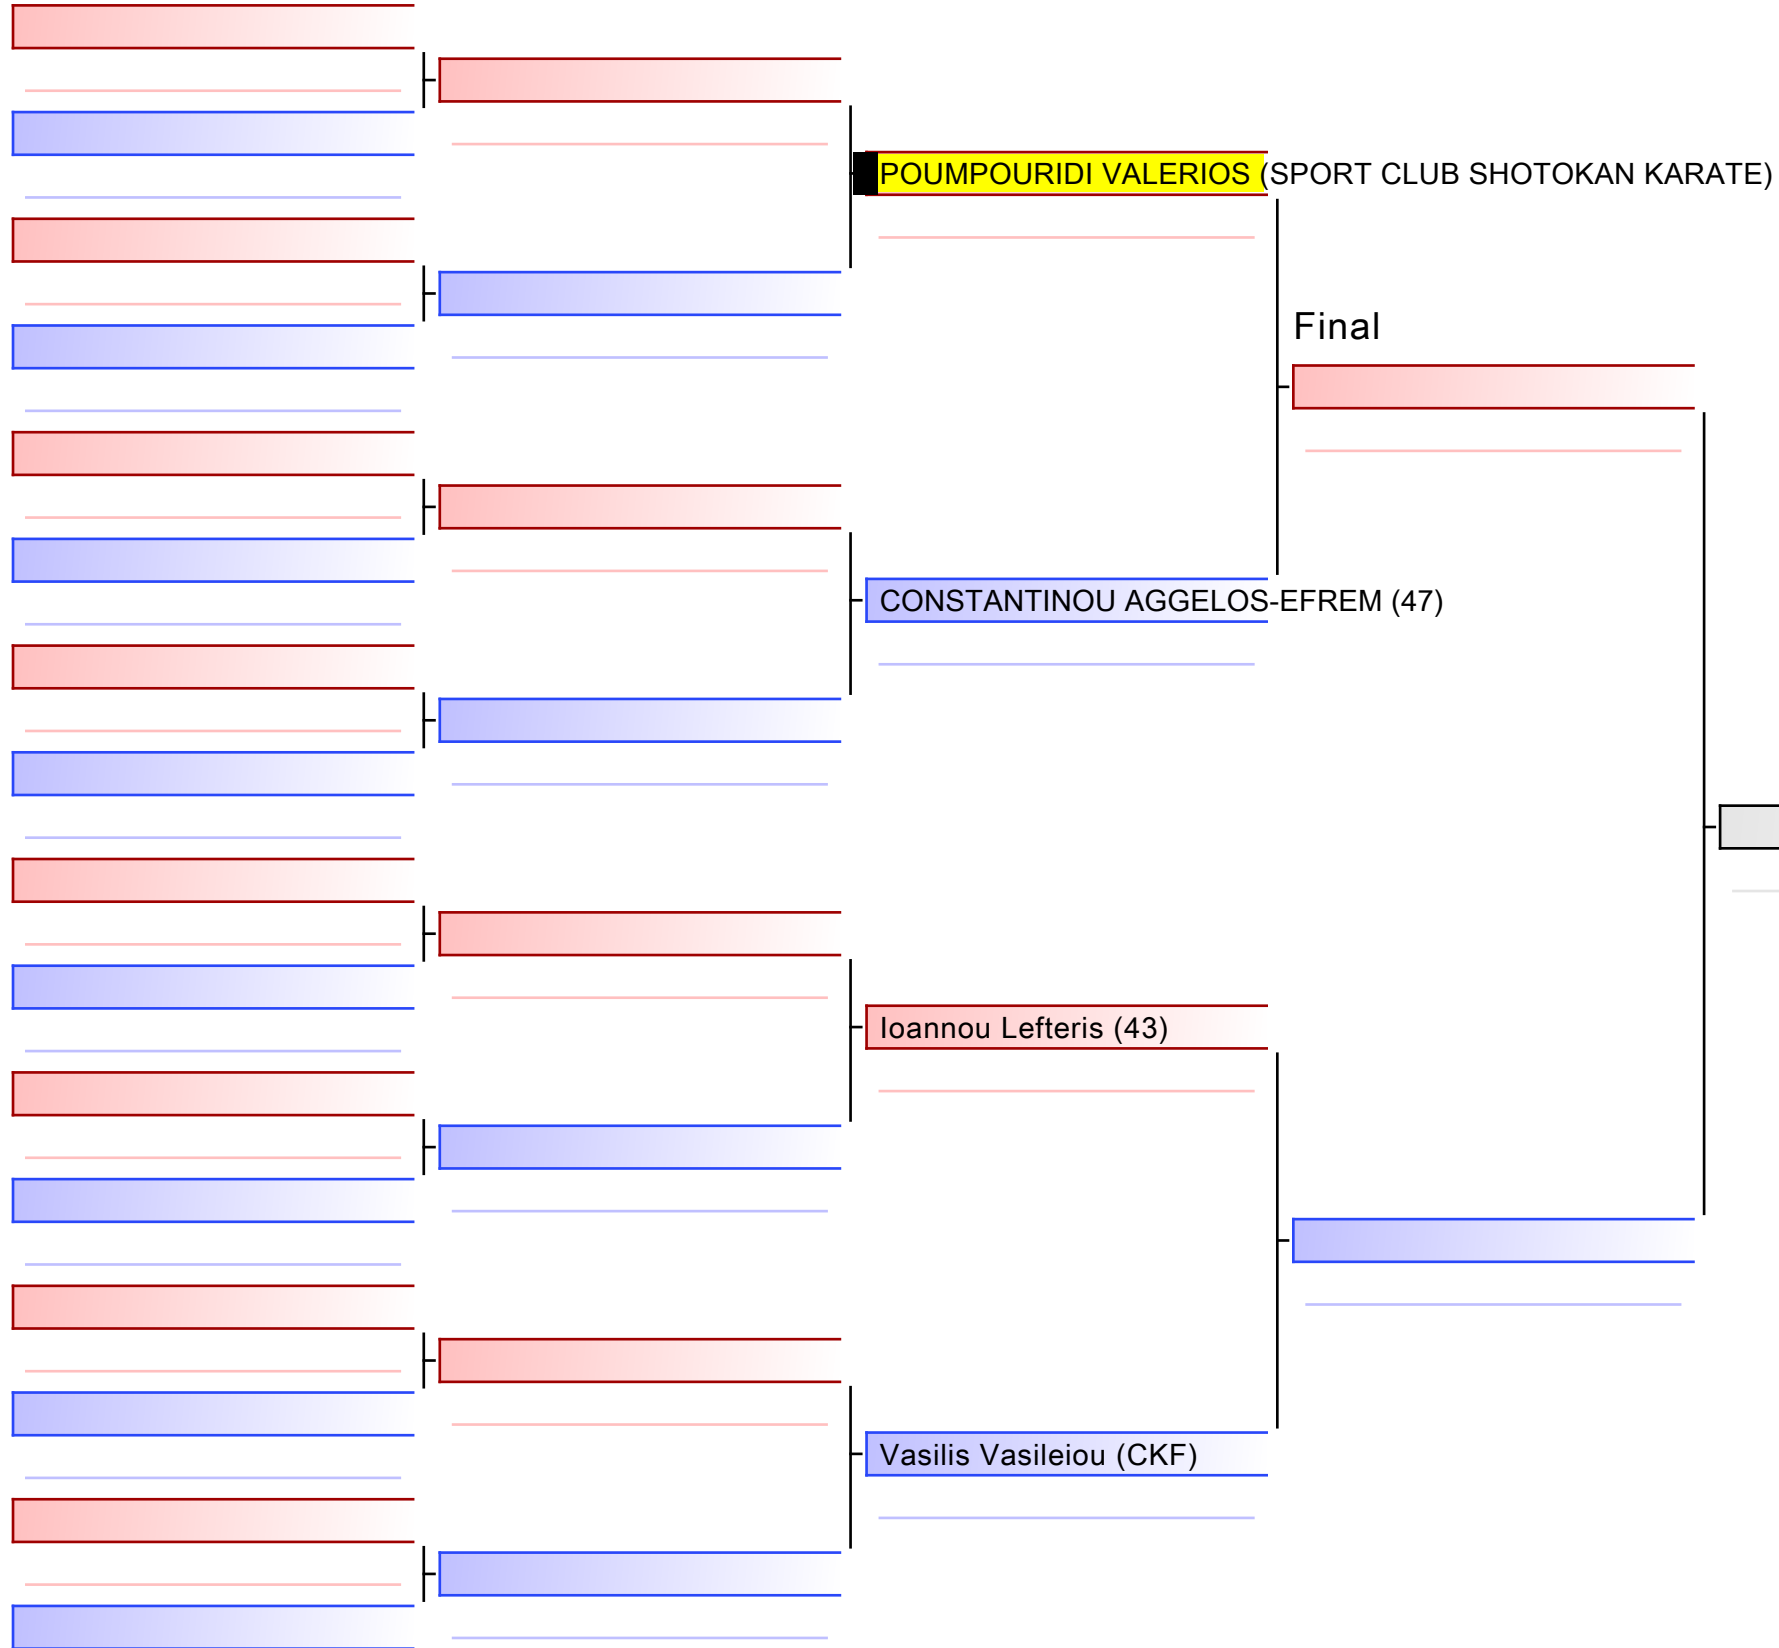 POUMPOURIDI VALERIOS (SPORT CLUB SHOTOKAN KARATE)
Final
CONSTANTINOU AGGELOS-EFREM (47)
Ioannou Lefteris (43)
Vasilis Vasileiou (CKF)